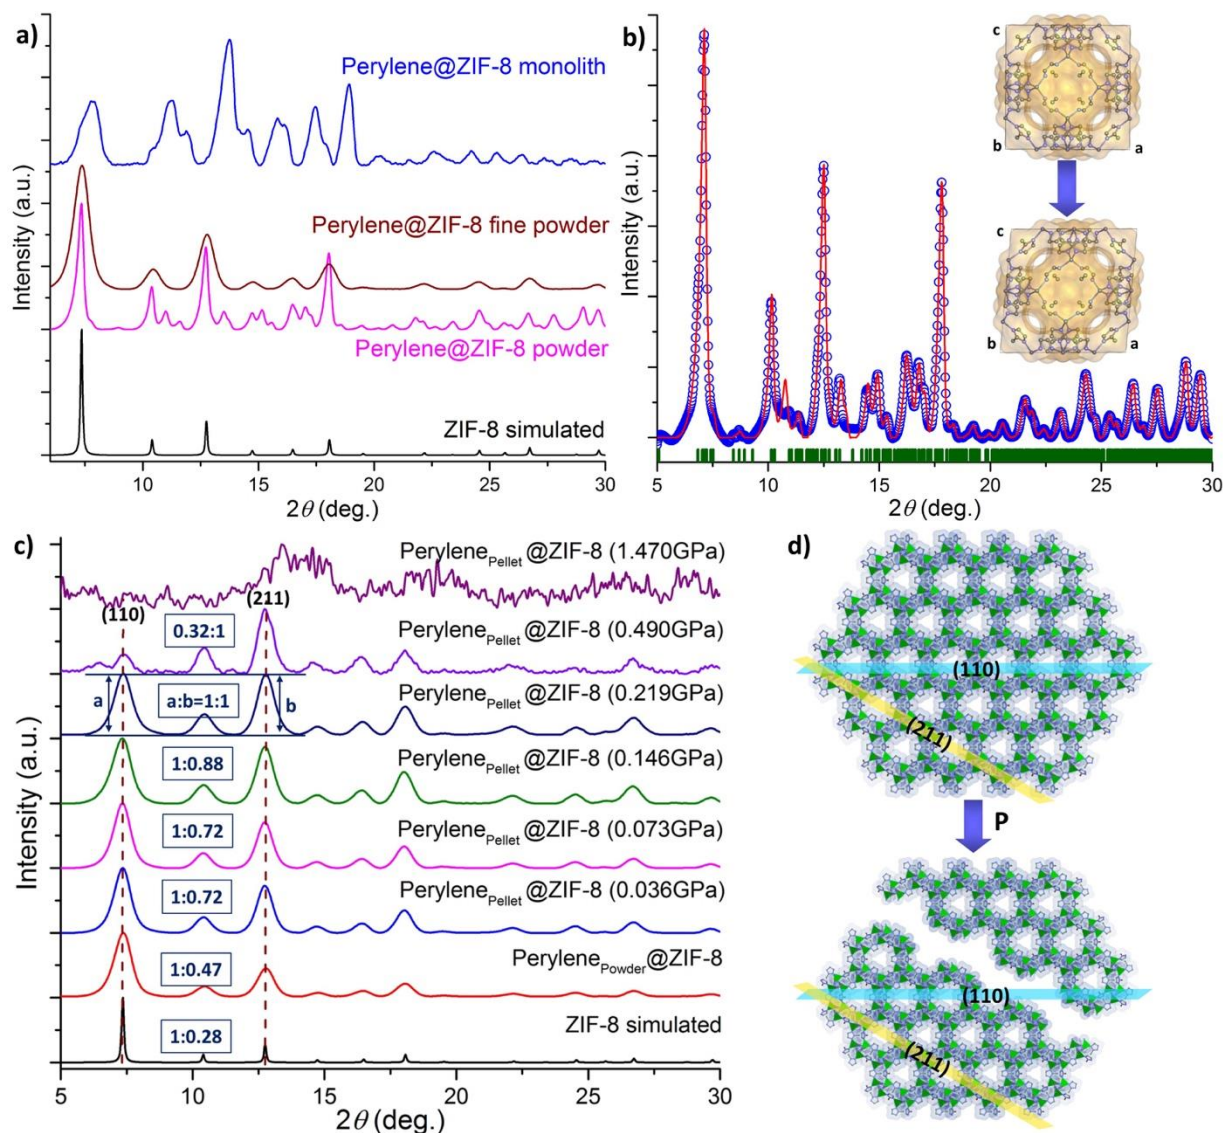 a)
Perylene@ZIF-8 monolith
Perylene@ZIF-8 fine powder
Perylene@ZIF-8 powder
ZIF-8 simulated
Intensity (a.u.)
10 15 20 25 30
2θ (deg.)
b)
Intensity (a.u.)
c
b a
c
b a
5 10 15 20 25 30
2θ (deg.)
c)
Intensity (a.u.)
PerylenePellet@ZIF-8 (1.470GPa)
(110) (211)
0.32:1 PerylenePellet@ZIF-8 (0.490GPa)
a a:b=1:1 b PerylenePellet@ZIF-8 (0.219GPa)
1:0.88 PerylenePellet@ZIF-8 (0.146GPa)
1:0.72 PerylenePellet@ZIF-8 (0.073GPa)
1:0.72 PerylenePellet@ZIF-8 (0.036GPa)
1:0.47 PerylenePowder@ZIF-8
1:0.28 ZIF-8 simulated
5 10 15 20 25 30
2θ (deg.)
d)
(110)
(211)
P
(110)
(211)